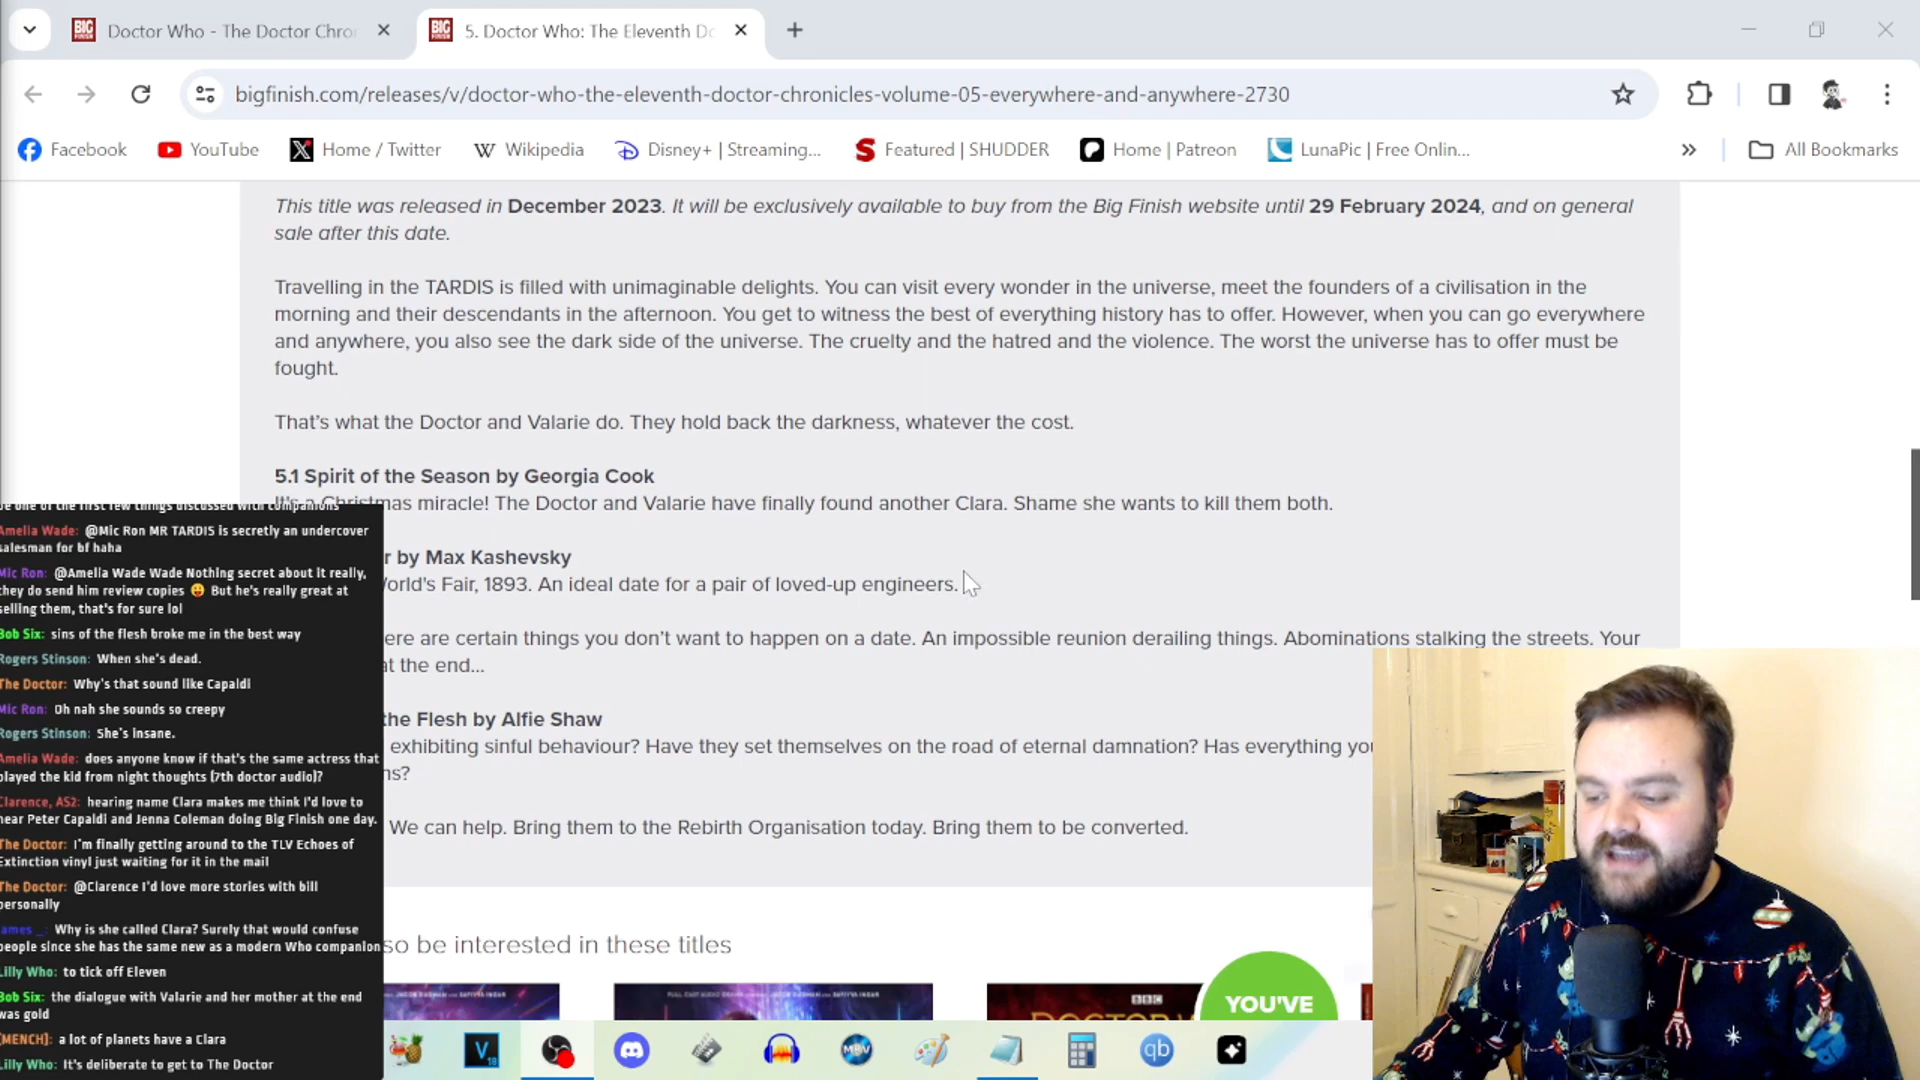 BIG FINISH Doctor Who - The Doctor Chro
BIG FINISH 5. Doctor Who: The Eleventh Do
bigfinish.com/releases/v/doctor-who-the-eleventh-doctor-chronicles-volume-05-everywhere-and-anywhere-2730
Facebook YouTube Home / Twitter Wikipedia Disney+ | Streaming... Featured | SHUDDER Home | Patreon LunaPic | Free Onlin... » All Bookmarks
This title was released in December 2023. It will be exclusively available to buy from the Big Finish website until 29 February 2024, and on general
sale after this date.
Travelling in the TARDIS is filled with unimaginable delights. You can visit every wonder in the universe, meet the founders of a civilisation in the
morning and their descendants in the afternoon. You get to witness the best of everything history has to offer. However, when you can go everywhere
and anywhere, you also see the dark side of the universe. The cruelty and the hatred and the violence. The worst the universe has to offer must be
fought.
That's what the Doctor and Valarie do. They hold back the darkness, whatever the cost.
5.1 Spirit of the Season by Georgia Cook
It's a Christmas miracle! The Doctor and Valarie have finally found another Clara. Shame she wants to kill them both.
r by Max Kashevsky
World's Fair, 1893. An ideal date for a pair of loved-up engineers.
ere are certain things you don't want to happen on a date. An impossible reunion derailing things. Abominations stalking the streets. Your
at the end...
the Flesh by Alfie Shaw
exhibiting sinful behaviour? Have they set themselves on the road of eternal damnation? Has everything you
ns?
We can help. Bring them to the Rebirth Organisation today. Bring them to be converted.
so be interested in these titles
FULL CAST AUDIO DRAMA JACOB DUDMAN SAFIYYA INGAR
BBC
DOCTOR
YOU'VE
be one of the first few things discussed with companions
Amelia Wade: @Mic Ron MR TARDIS is secretly an undercover
salesman for bf haha
Mic Ron: @Amelia Wade Wade Nothing secret about it really,
they do send him review copies 😛 But he's really great at
selling them, that's for sure lol
Bob Six: sins of the flesh broke me in the best way
Rogers Stinson: When she's dead.
The Doctor: Why's that sound like Capaldi
Mic Ron: Oh nah she sounds so creepy
Rogers Stinson: She's insane.
Amelia Wade: does anyone know if that's the same actress that
played the kid from night thoughts (7th doctor audio)?
Clarence, AS2: hearing name Clara makes me think I'd love to
hear Peter Capaldi and Jenna Coleman doing Big Finish one day.
The Doctor: I'm finally getting around to the TLV Echoes of
Extinction vinyl just waiting for it in the mail
The Doctor: @Clarence I'd love more stories with bill
personally
James _: Why is she called Clara? Surely that would confuse
people since she has the same new as a modern Who companion
Lilly Who: to tick off Eleven
Bob Six: the dialogue with Valarie and her mother at the end
was gold
[MENCH]: a lot of planets have a Clara
Lilly Who: It's deliberate to get to The Doctor
V
18
qb